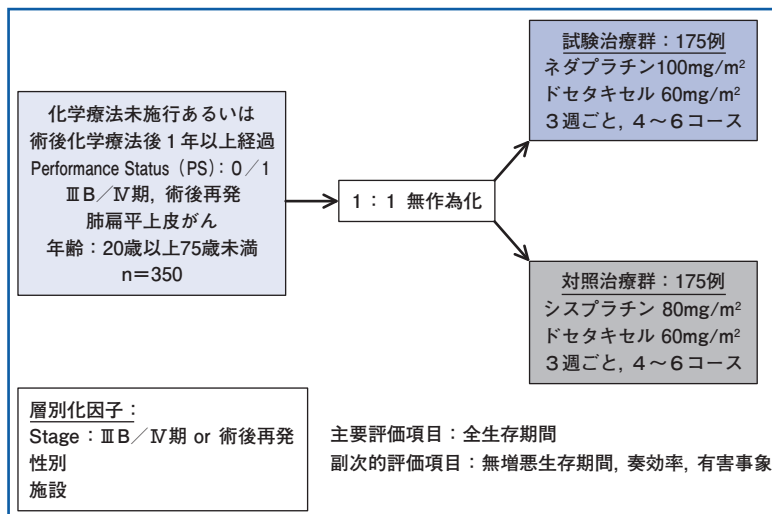 化学療法未施行あるいは
術後化学療法後1年以上経過
Performance Status (PS)：0／1
ⅢB／Ⅳ期, 術後再発
肺扁平上皮がん
年齢：20歳以上75歳未満
n＝350
1：1 無作為化
試験治療群：175例
ネダプラチン100mg/m²
ドセタキセル 60mg/m²
3週ごと, 4～6コース
対照治療群：175例
シスプラチン 80mg/m²
ドセタキセル 60mg/m²
3週ごと, 4～6コース
層別化因子：
Stage：ⅢB／Ⅳ期 or 術後再発
性別
施設
主要評価項目：全生存期間
副次的評価項目：無増悪生存期間, 奏効率, 有害事象